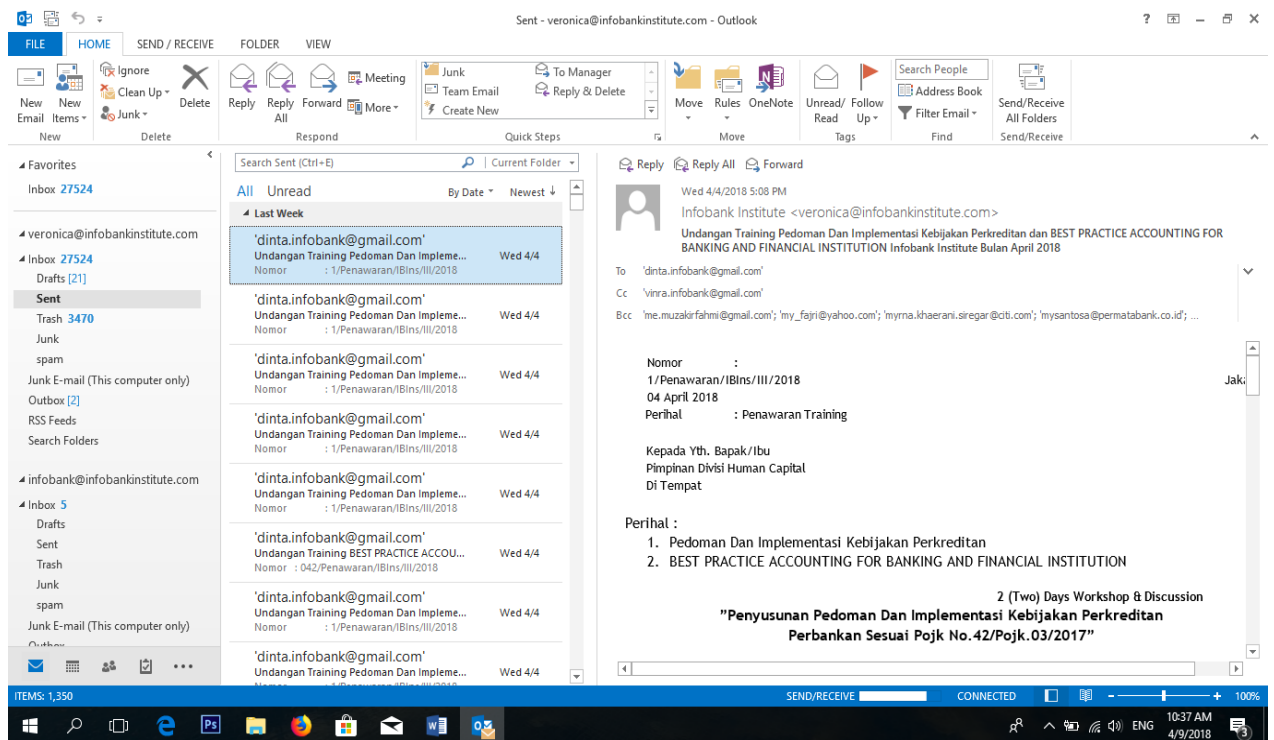 Sent - veronica@infobankinstitute.com - Outlook
FILE HOME SEND / RECEIVE FOLDER VIEW
New Email
New Items
New
Ignore
Clean Up
Junk
Delete
Delete
Reply
Reply All
Forward
Meeting
More
Respond
Junk
Team Email
Create New
To Manager
Reply & Delete
Quick Steps
Move
Rules
OneNote
Move
Unread/ Read
Follow Up
Tags
Search People
Address Book
Filter Email
Find
Send/Receive All Folders
Send/Receive
Favorites
Inbox 27524
veronica@infobankinstitute.com
Inbox 27524
Drafts [21]
Sent
Trash 3470
Junk
spam
Junk E-mail (This computer only)
Outbox [2]
RSS Feeds
Search Folders
infobank@infobankinstitute.com
Inbox 5
Drafts
Sent
Trash
Junk
spam
Junk E-mail (This computer only)
Outbox
Search Sent (Ctrl+E) Current Folder
All Unread By Date Newest
Last Week
'dinta.infobank@gmail.com'
Undangan Training Pedoman Dan Impleme... Wed 4/4
Nomor : 1/Penawaran/IBIns/III/2018
'dinta.infobank@gmail.com'
Undangan Training Pedoman Dan Impleme... Wed 4/4
Nomor : 1/Penawaran/IBIns/III/2018
'dinta.infobank@gmail.com'
Undangan Training Pedoman Dan Impleme... Wed 4/4
Nomor : 1/Penawaran/IBIns/III/2018
'dinta.infobank@gmail.com'
Undangan Training Pedoman Dan Impleme... Wed 4/4
Nomor : 1/Penawaran/IBIns/III/2018
'dinta.infobank@gmail.com'
Undangan Training Pedoman Dan Impleme... Wed 4/4
Nomor : 1/Penawaran/IBIns/III/2018
'dinta.infobank@gmail.com'
Undangan Training BEST PRACTICE ACCOU... Wed 4/4
Nomor : 042/Penawaran/IBIns/III/2018
'dinta.infobank@gmail.com'
Undangan Training Pedoman Dan Impleme... Wed 4/4
Nomor : 1/Penawaran/IBIns/III/2018
'dinta.infobank@gmail.com'
Undangan Training Pedoman Dan Impleme... Wed 4/4
Reply Reply All Forward
Wed 4/4/2018 5:08 PM
Infobank Institute <veronica@infobankinstitute.com>
Undangan Training Pedoman Dan Implementasi Kebijakan Perkreditan dan BEST PRACTICE ACCOUNTING FOR
BANKING AND FINANCIAL INSTITUTION Infobank Institute Bulan April 2018
To 'dinta.infobank@gmail.com'
Cc 'vinra.infobank@gmail.com'
Bcc 'me.muzakirfahmi@gmail.com'; 'my_fajri@yahoo.com'; 'myrna.khaerani.siregar@citi.com'; 'mysantosa@permatabank.co.id'; ...
Nomor :
1/Penawaran/IBIns/III/2018 Jaka
04 April 2018
Perihal : Penawaran Training
Kepada Yth. Bapak/Ibu
Pimpinan Divisi Human Capital
Di Tempat
Perihal :
1. Pedoman Dan Implementasi Kebijakan Perkreditan
2. BEST PRACTICE ACCOUNTING FOR BANKING AND FINANCIAL INSTITUTION
2 (Two) Days Workshop & Discussion
"Penyusunan Pedoman Dan Implementasi Kebijakan Perkreditan
Perbankan Sesuai Pojk No.42/Pojk.03/2017"
ITEMS: 1,350 SEND/RECEIVE CONNECTED 100%
ENG 10:37 AM
4/9/2018
3